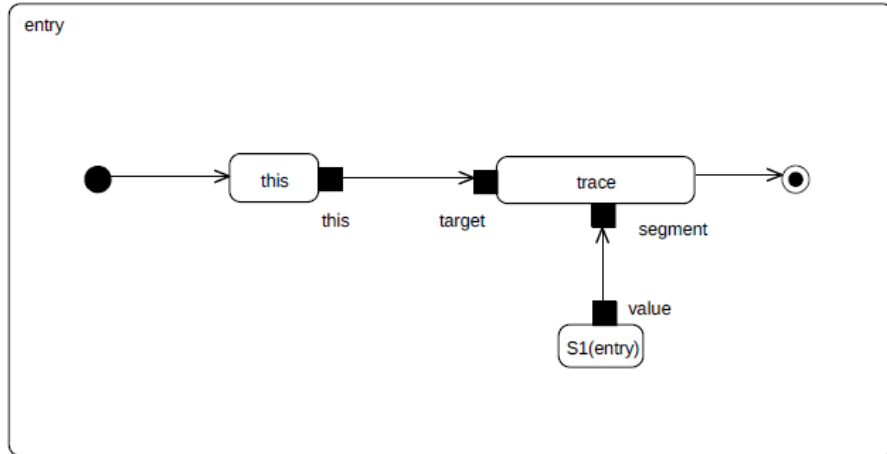 entry
this
trace
this
target
segment
value
S1(entry)